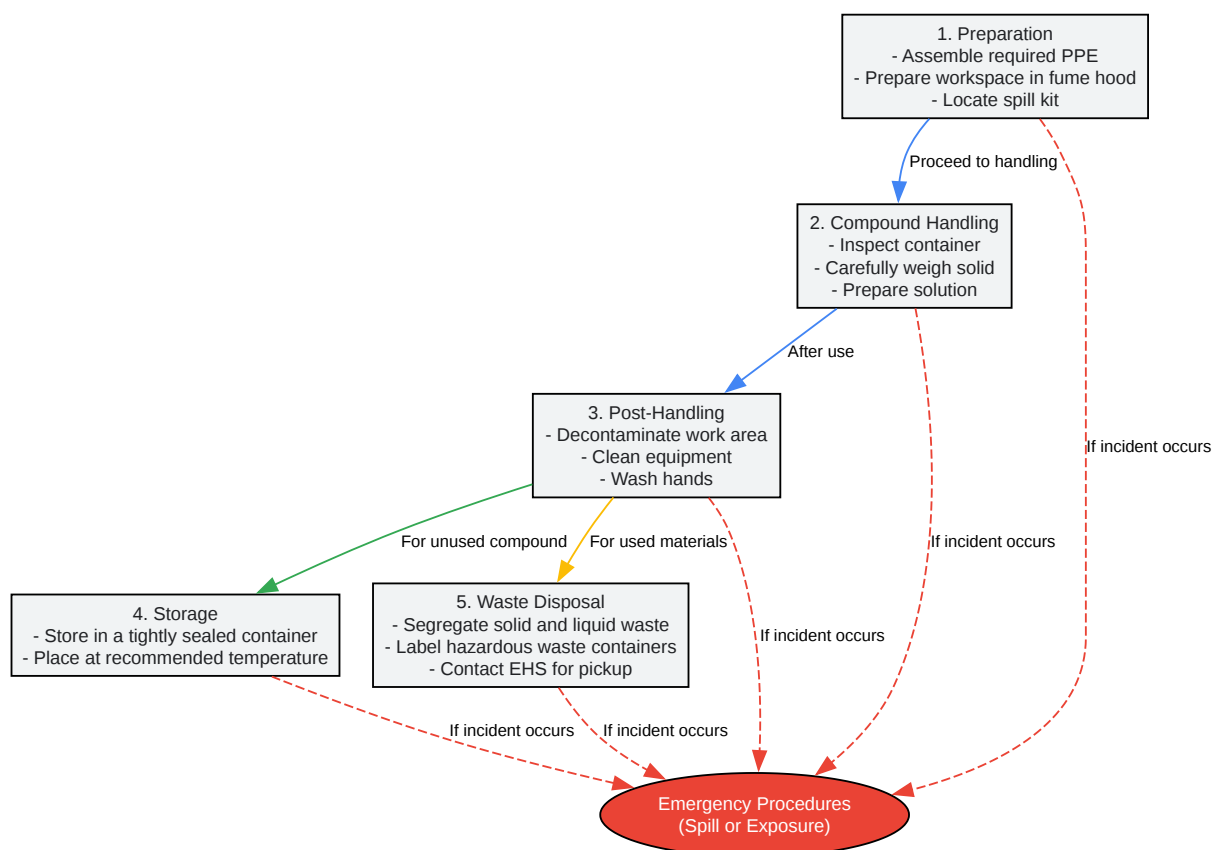 1. Preparation
- Assemble required PPE
- Prepare workspace in fume hood
- Locate spill kit
Proceed to handling
2. Compound Handling
- Inspect container
- Carefully weigh solid
- Prepare solution
After use
3. Post-Handling
- Decontaminate work area
- Clean equipment
- Wash hands
If incident occurs
For unused compound
For used materials
If incident occurs
4. Storage
- Store in a tightly sealed container
- Place at recommended temperature
5. Waste Disposal
- Segregate solid and liquid waste
- Label hazardous waste containers
- Contact EHS for pickup
If incident occurs
If incident occurs
If incident occurs
Emergency Procedures
(Spill or Exposure)